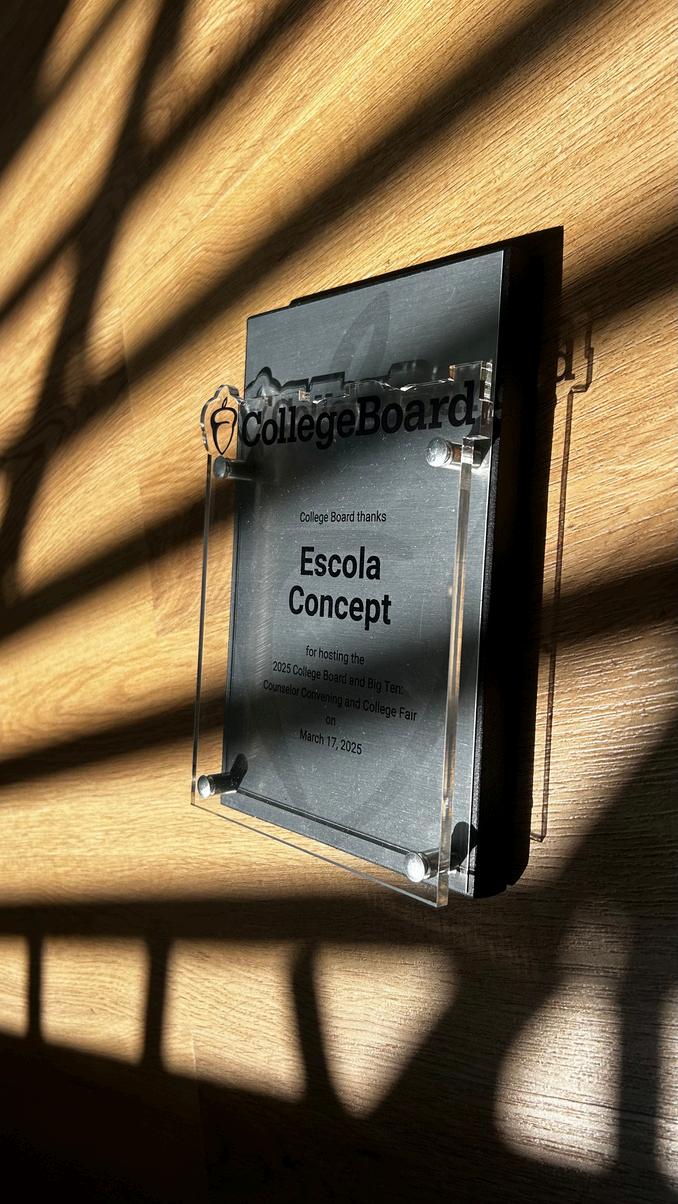 CollegeBoard
College Board thanks
Escola
Concept
for hosting the
2025 College Board and Big Ten:
Counselor Convening and College Fair
on
March 17, 2025